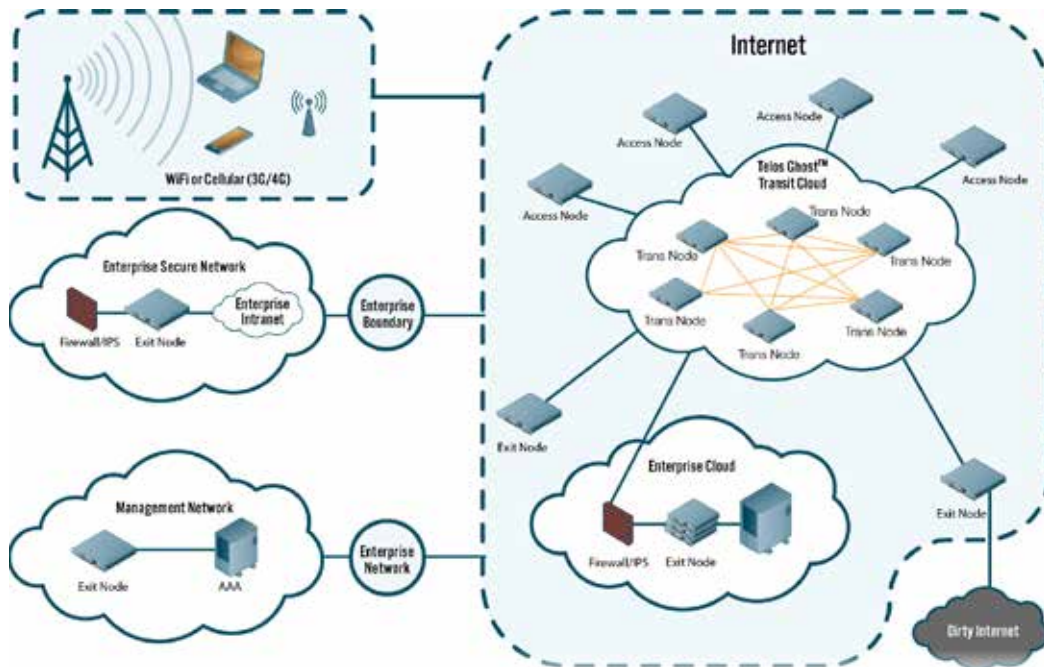 Internet
WiFi or Cellular (3G/4G)
Access Node
Access Node
Access Node
Access Node
Telos Ghost™
Transit Cloud
Trans Node
Trans Node
Trans Node
Trans Node
Trans Node
Trans Node
Enterprise Secure Network
Firewall/IPS
Exit Node
Enterprise
Intranet
Enterprise
Boundary
Exit Node
Enterprise Cloud
Firewall/IPS
Exit Node
Exit Node
Management Network
Exit Node
AAA
Enterprise
Network
Dirty Internet